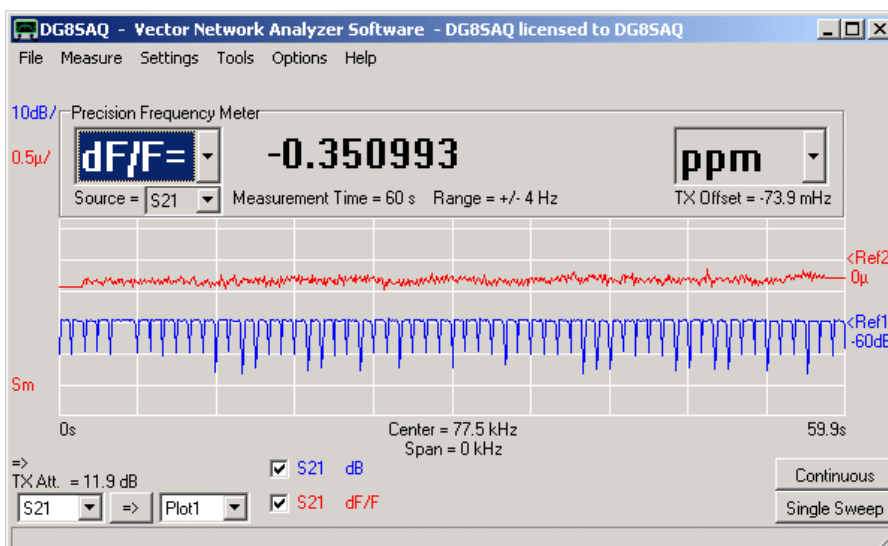 DG8SAQ - Vector Network Analyzer Software - DG8SAQ licensed to DG8SAQ
File Measure Settings Tools Options Help
10dB/ Precision Frequency Meter
0.5µ/ dF/F= -0.350993 ppm
Source = S21 Measurement Time = 60 s Range = +/- 4 Hz TX Offset = -73.9 mHz
<Ref2
0µ
<Ref1
-60dB
Sm
0s Center = 77.5 kHz 59.9s
Span = 0 kHz
=>
TX Att. = 11.9 dB
S21 dB
Continuous
S21 => Plot1 S21 dF/F Single Sweep